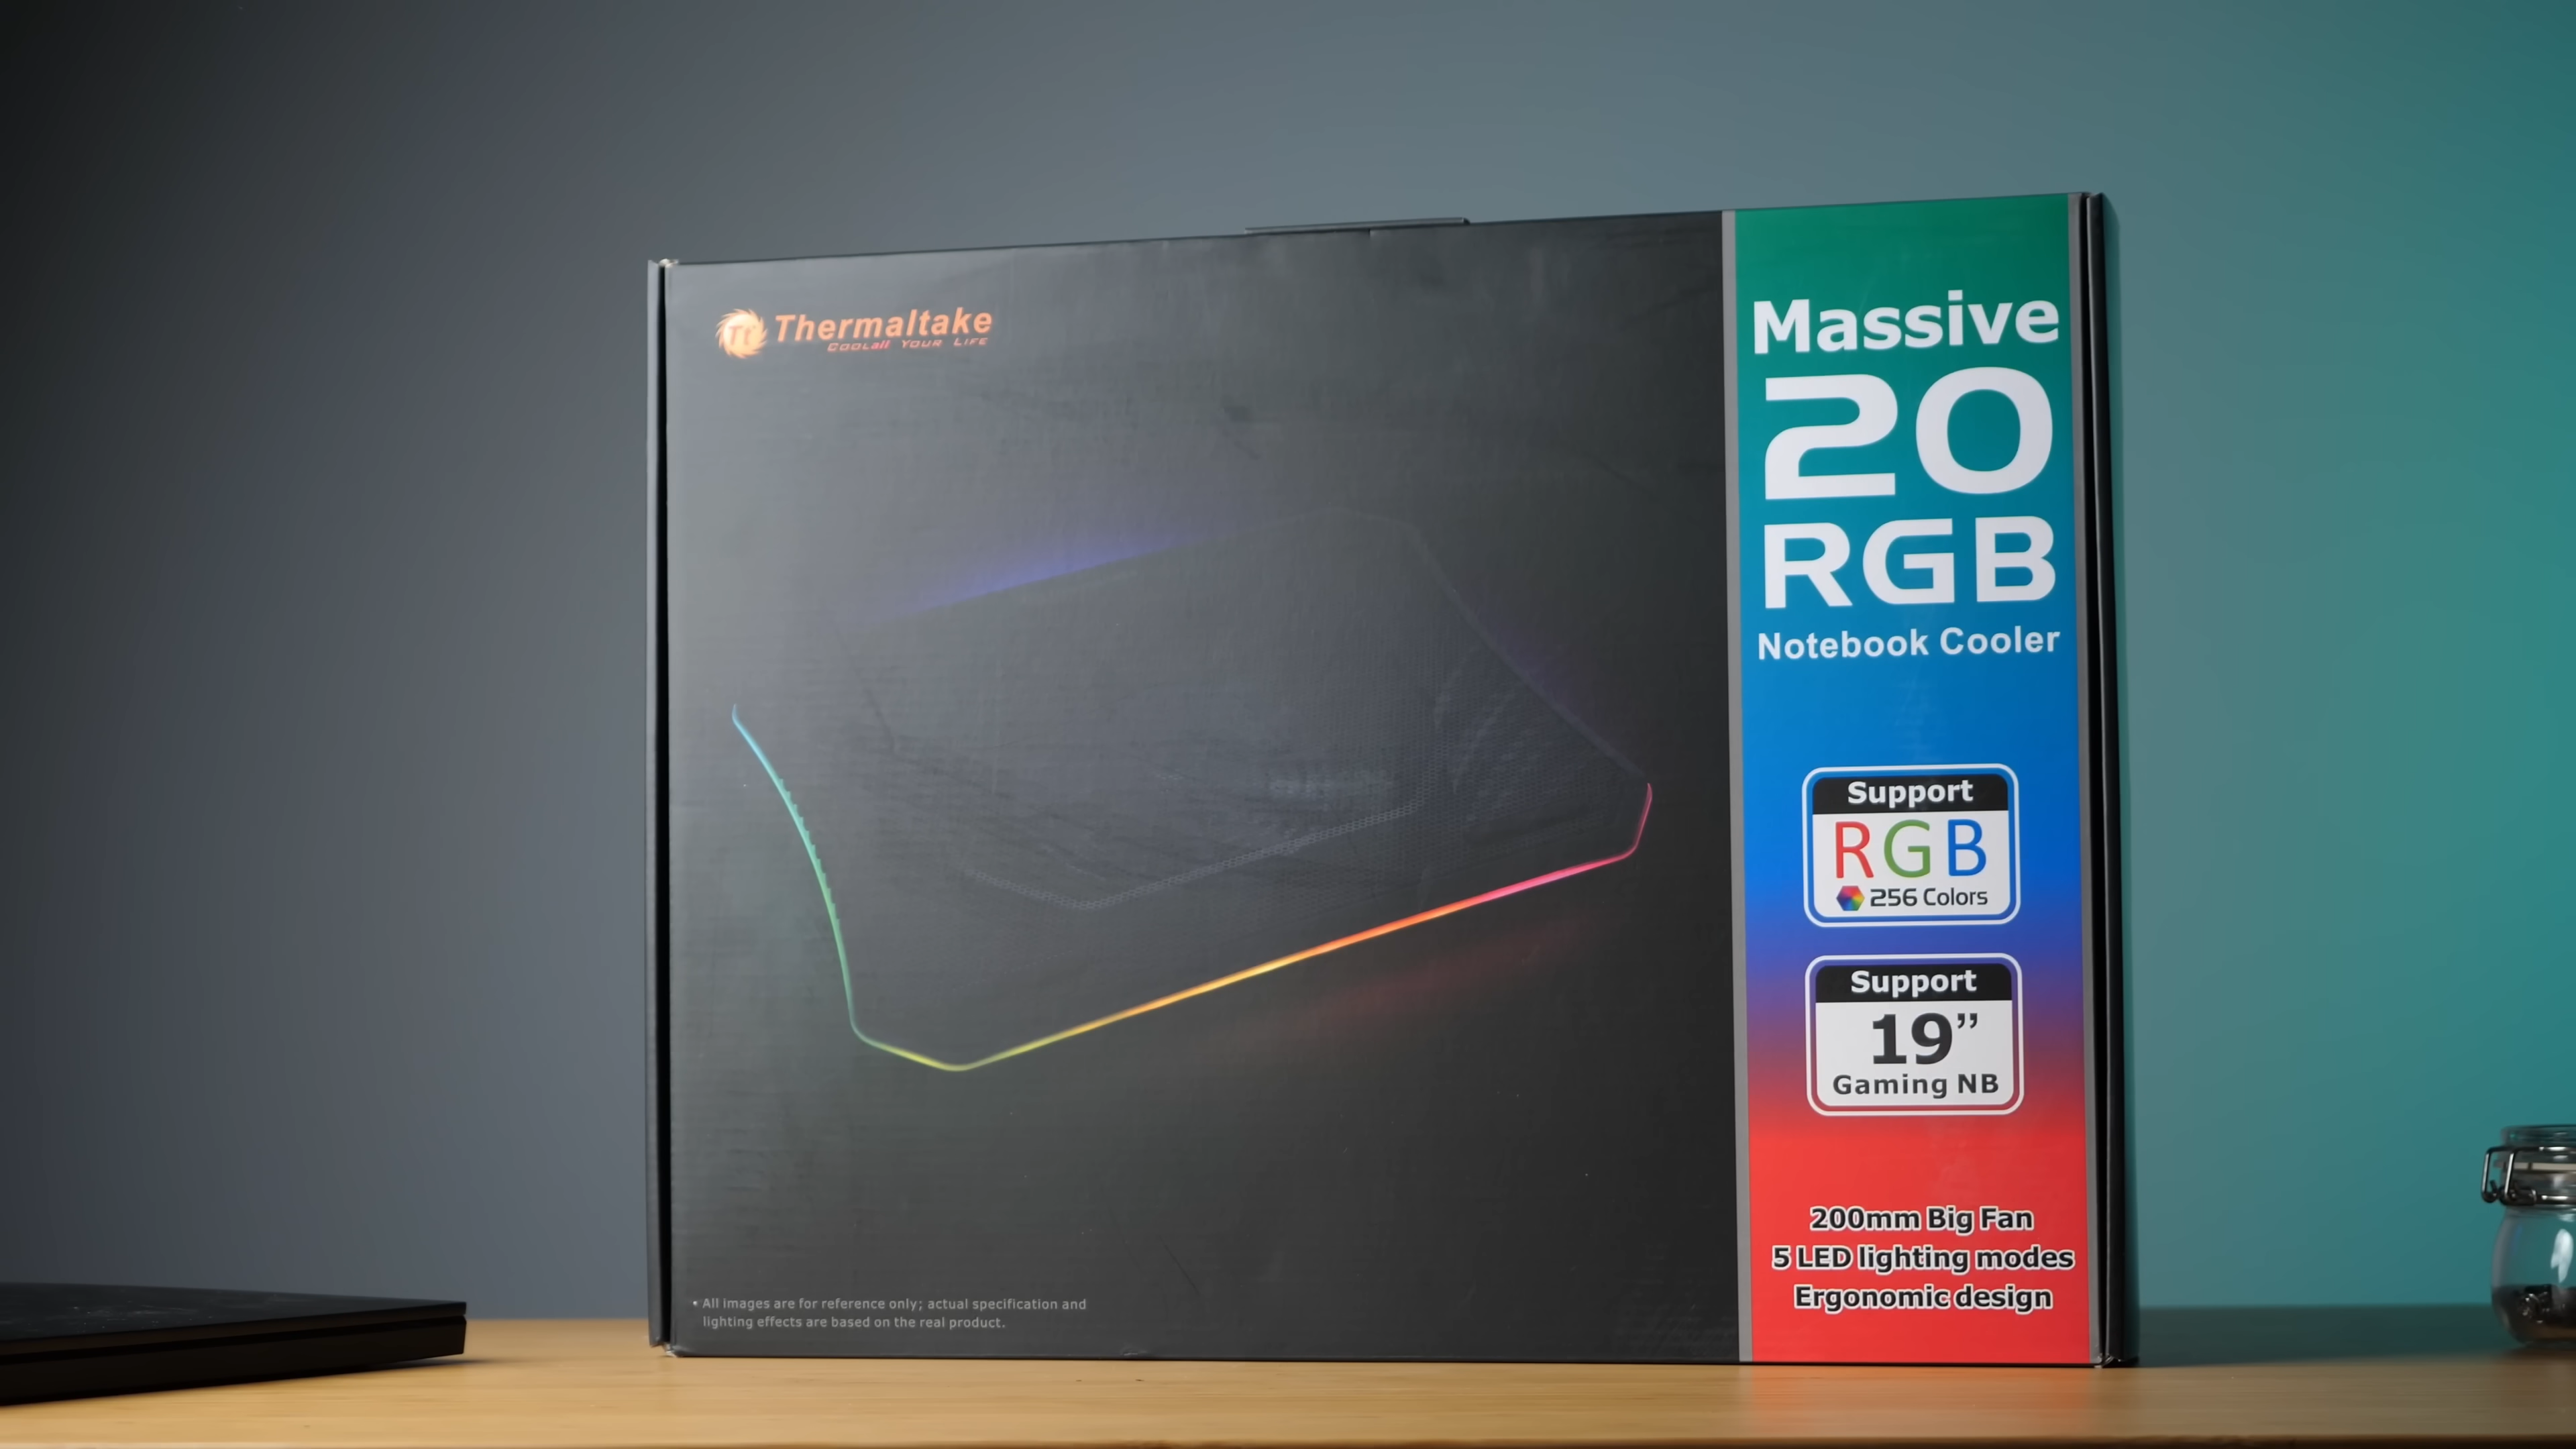 Tt Thermaltake
COOLall YOUR LIFE
Massive
20
RGB
Notebook Cooler
Support
RGB
256 Colors
Support
19”
Gaming NB
200mm Big Fan
5 LED lighting modes
Ergonomic design
• All images are for reference only; actual specification and
lighting effects are based on the real product.